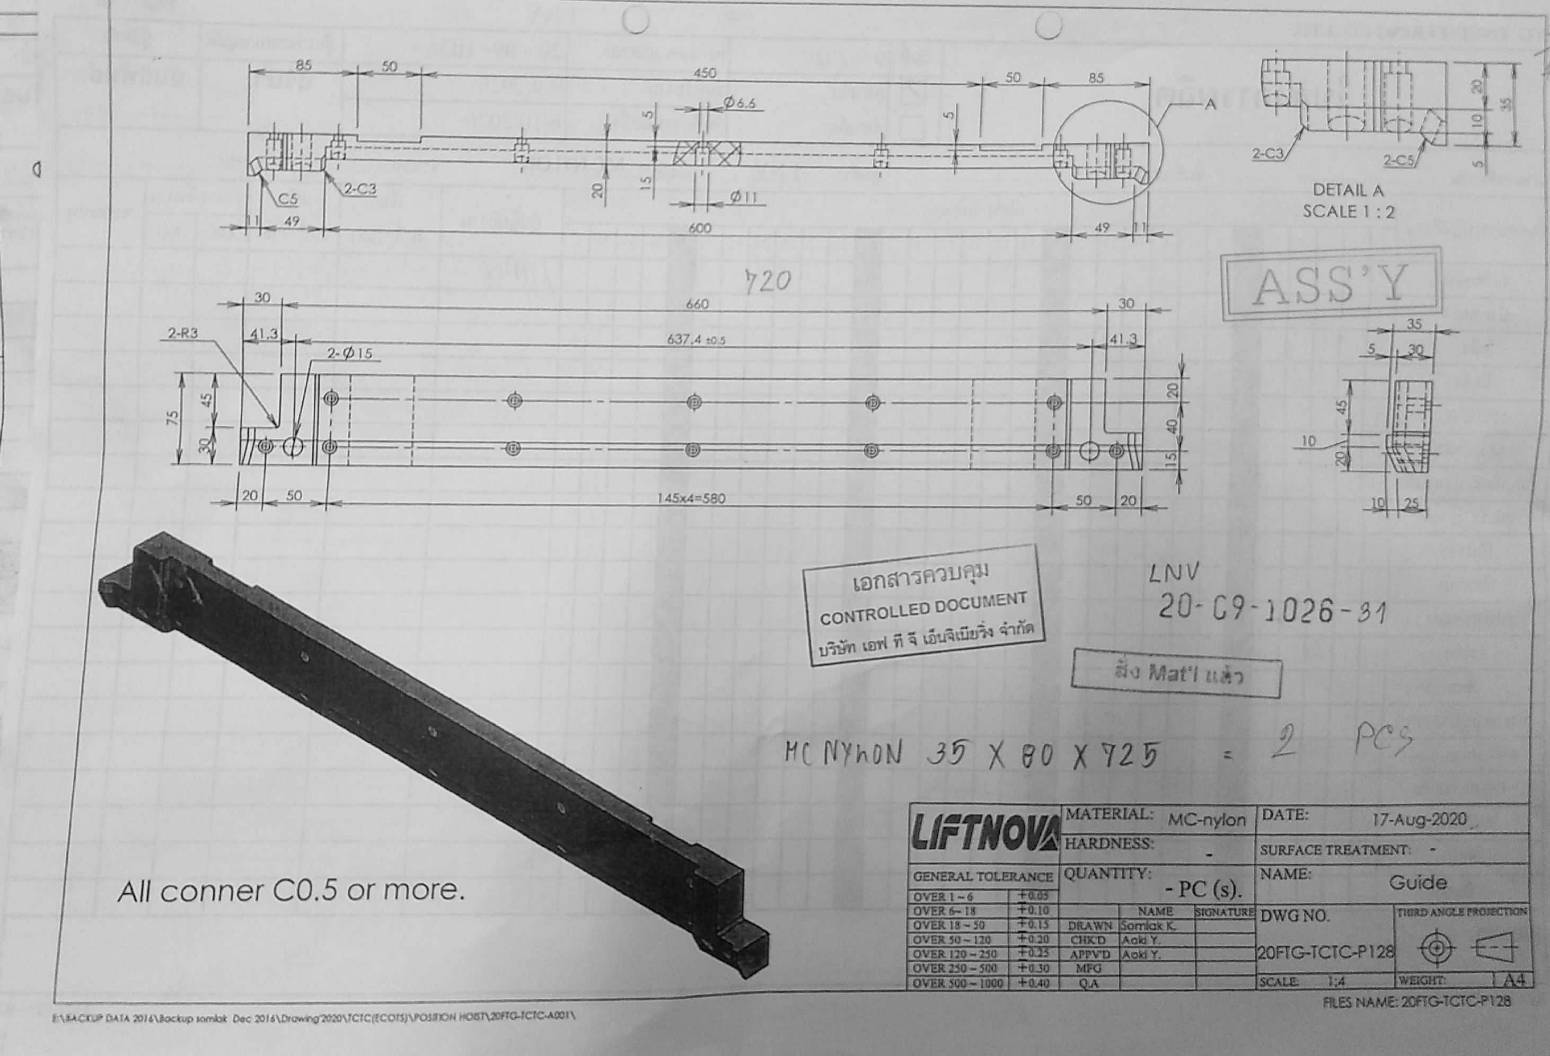 85 50 450 50 85
Ø6.5
5 5
A
20 15
C5 2-C3
Ø11
11 49 600 49 11
20 10 35 5
2-C3 2-C5
DETAIL A
SCALE 1 : 2
ASS'Y
720
30 660 30
2-R3 41.3 637.4 ±0.5 41.3
2-Ø15
75 45 30
20 40 15
20 50 145x4=580 50 20
35
5 30
45
10
20
10 25
เอกสารควบคุม
CONTROLLED DOCUMENT
บริษัท เอฟ ที จี เอ็นจิเนียริ่ง จำกัด
LNV
20-09-1026-31
สั่ง Mat'l แล้ว
MC NYLON 35 X 80 X 725 = 2 PCS
All conner C0.5 or more.
LIFTNOVA
MATERIAL: MC-nylon
DATE: 17-Aug-2020
HARDNESS: -
SURFACE TREATMENT: -
GENERAL TOLERANCE
QUANTITY: - PC (s).
NAME: Guide
OVER 1 ~ 6 ±0.05
OVER 6~ 18 ±0.10
OVER 18 ~ 50 ±0.15
OVER 50 ~ 120 ±0.20
OVER 120 ~ 250 ±0.25
OVER 250 ~ 500 ±0.30
OVER 500 ~ 1000 ±0.40
NAME SIGNATURE
DRAWN Somlak K.
CHK'D Aoki Y.
APPV'D Aoki Y.
MFG
Q.A
DWG NO.
20FTG-TCTC-P128
THIRD ANGLE PROJECTION
SCALE: 1:4
WEIGHT: A4
FILES NAME: 20FTG-TCTC-P128
E:\BACKUP DATA 2016\Backup somlak Dec 2016\Drawing'2020\TCTC(ECOTS)\POSITION HOIST\20FTG-TCTC-A001\